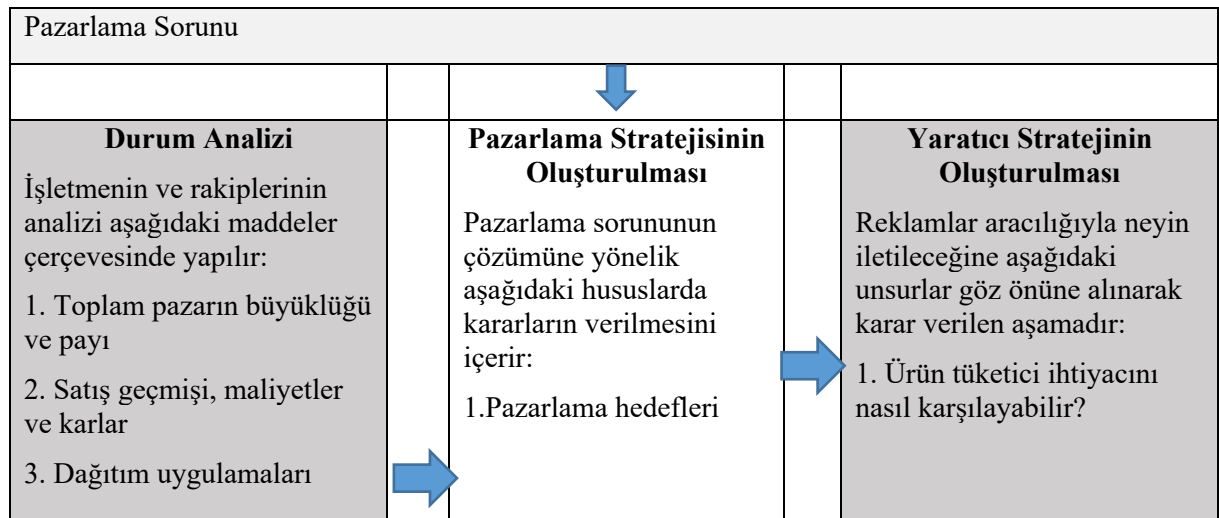 Pazarlama Sorunu
Durum Analizi
İşletmenin ve rakiplerinin
analizi aşağıdaki maddeler
çerçevesinde yapılır:
1. Toplam pazarın büyüklüğü
ve payı
2. Satış geçmişi, maliyetler
ve karlar
3. Dağıtım uygulamaları
Pazarlama Stratejisinin
Oluşturulması
Pazarlama sorununun
çözümüne yönelik
aşağıdaki hususlarda
kararların verilmesini
içerir:
1.Pazarlama hedefleri
Yaratıcı Stratejinin
Oluşturulması
Reklamlar aracılığıyla neyin
iletileceğine aşağıdaki
unsurlar göz önüne alınarak
karar verilen aşamadır:
1. Ürün tüketici ihtiyacını
nasıl karşılayabilir?